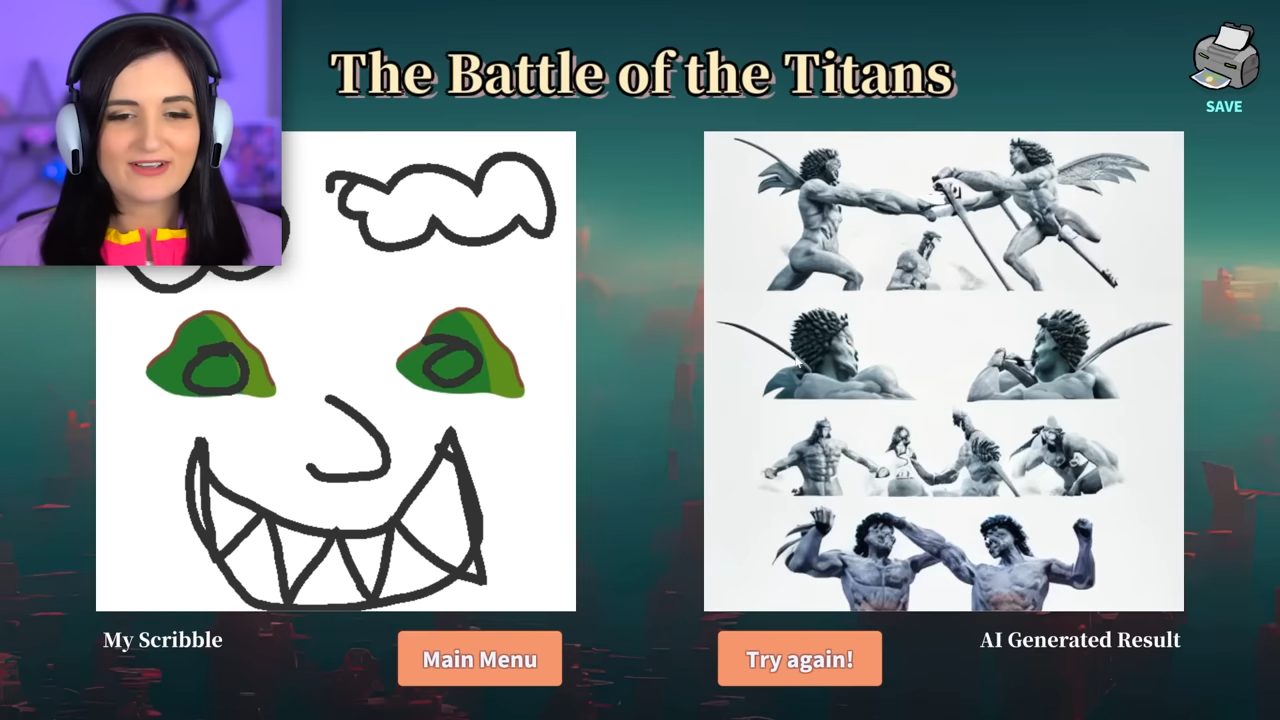 The Battle of the Titans
SAVE
My Scribble
Main Menu
Try again!
AI Generated Result